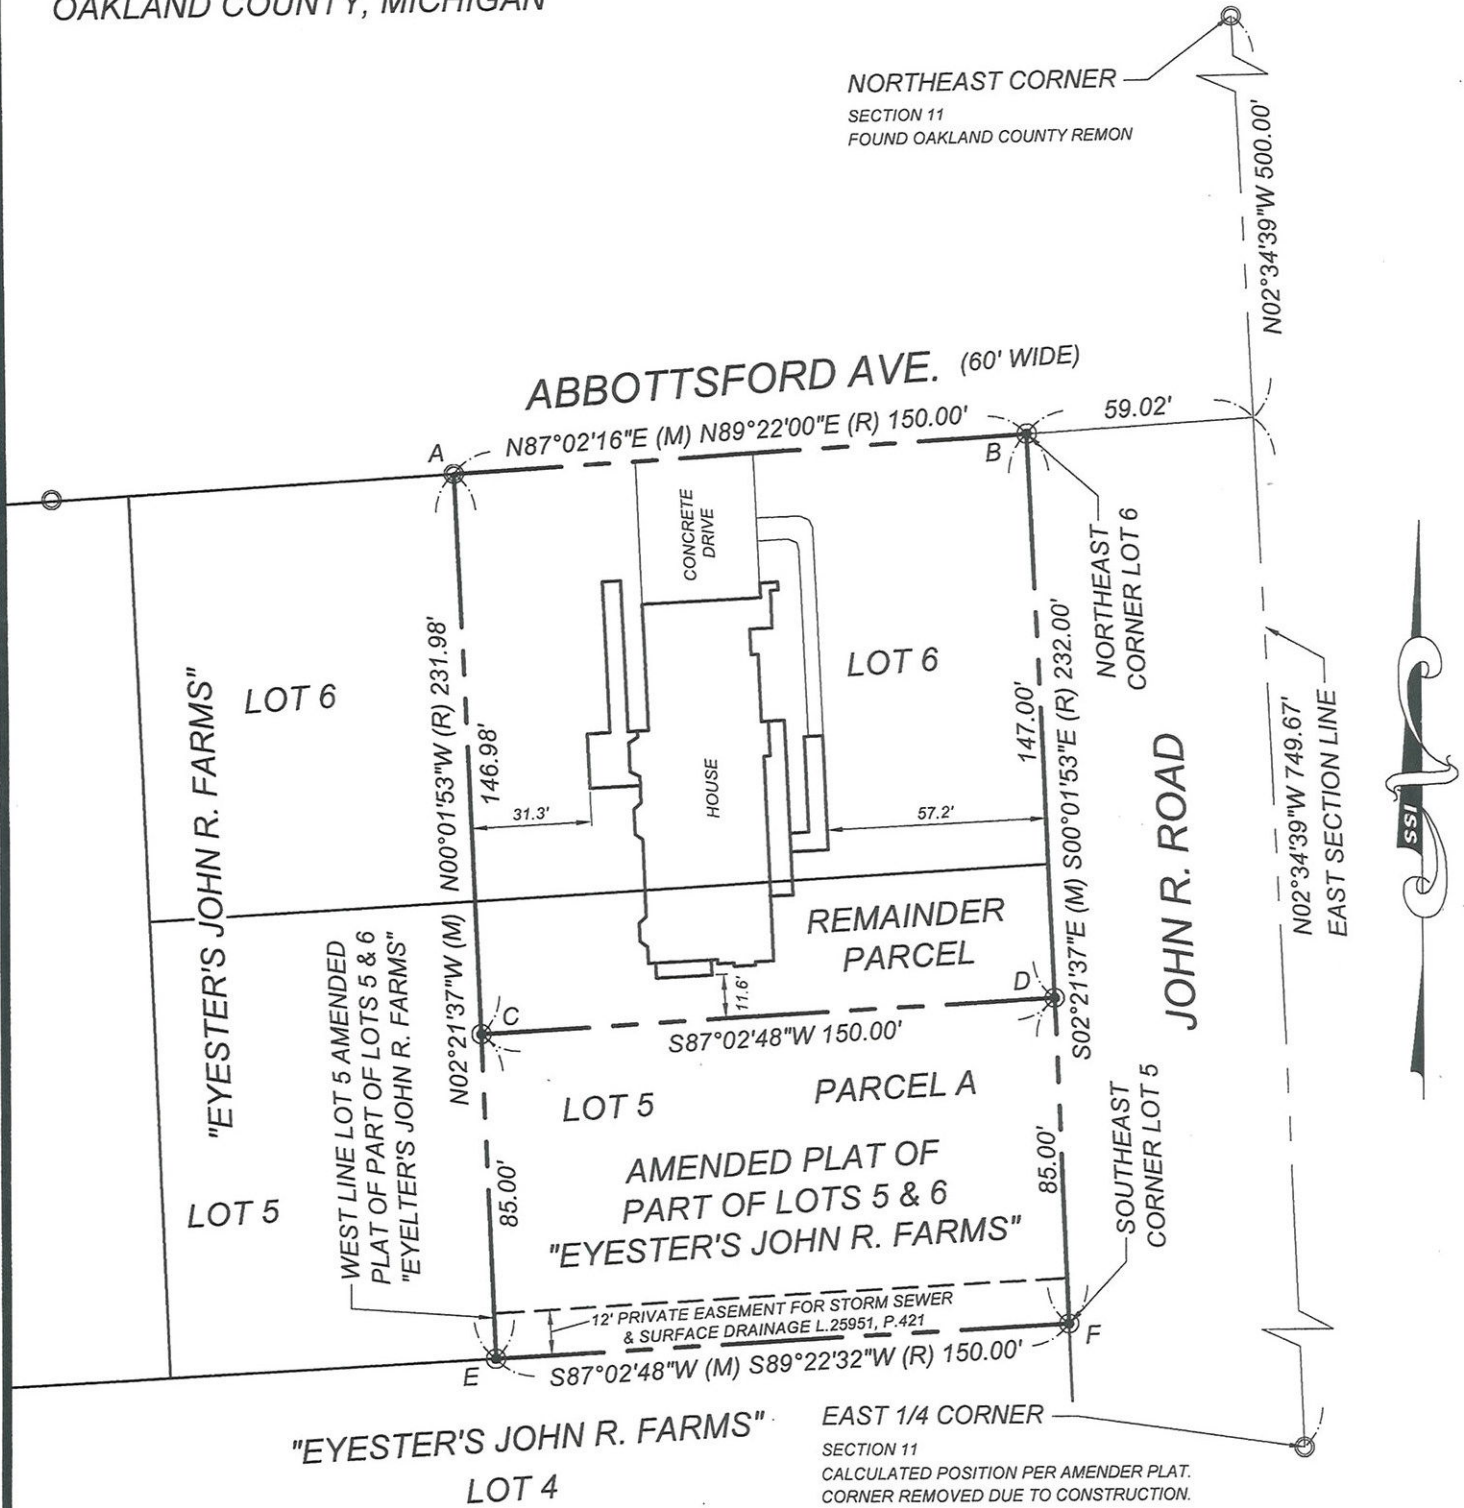 OAKLAND COUNTY, MICHIGAN
NORTHEAST CORNER
SECTION 11
FOUND OAKLAND COUNTY REMON
N02°34'39"W 500.00'
ABBOTTSFORD AVE. (60' WIDE)
59.02'
N87°02'16"E (M) N89°22'00"E (R) 150.00'
A
B
CONCRETE
DRIVE
NORTHEAST
CORNER LOT 6
LOT 6
LOT 6
"EYESTER'S JOHN R. FARMS"
N02°21'37"W (M) N00°01'53"W (R) 231.98'
146.98'
HOUSE
31.3'
57.2'
147.00'
S02°21'37"E (M) S00°01'53"E (R) 232.00'
JOHN R. ROAD
N02°34'39"W 749.67'
EAST SECTION LINE
ISS
REMAINDER
PARCEL
11.6'
C
D
S87°02'48"W 150.00'
WEST LINE LOT 5 AMENDED
PLAT OF PART OF LOTS 5 & 6
"EYELTER'S JOHN R. FARMS"
LOT 5
PARCEL A
LOT 5
85.00'
85.00'
AMENDED PLAT OF
PART OF LOTS 5 & 6
"EYESTER'S JOHN R. FARMS"
SOUTHEAST
CORNER LOT 5
12' PRIVATE EASEMENT FOR STORM SEWER
& SURFACE DRAINAGE L.25951, P.421
E
F
S87°02'48"W (M) S89°22'32"W (R) 150.00'
"EYESTER'S JOHN R. FARMS"
LOT 4
EAST 1/4 CORNER
SECTION 11
CALCULATED POSITION PER AMENDER PLAT.
CORNER REMOVED DUE TO CONSTRUCTION.